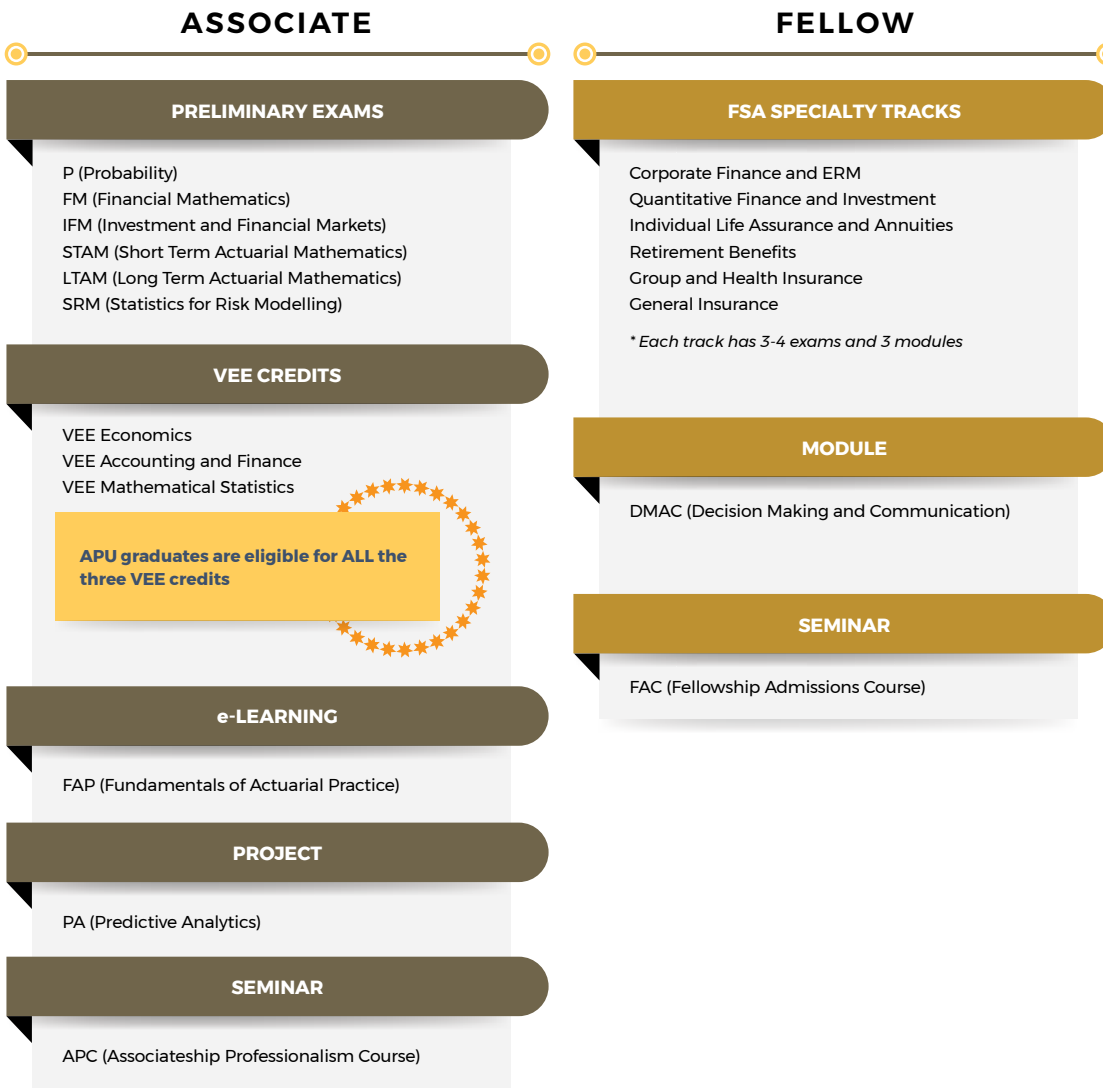 ASSOCIATE
PRELIMINARY EXAMS
P (Probability)
FM (Financial Mathematics)
IFM (Investment and Financial Markets)
STAM (Short Term Actuarial Mathematics)
LTAM (Long Term Actuarial Mathematics)
SRM (Statistics for Risk Modelling)
VEE CREDITS
VEE Economics
VEE Accounting and Finance
VEE Mathematical Statistics
APU graduates are eligible for ALL the
three VEE credits
e-LEARNING
FAP (Fundamentals of Actuarial Practice)
PROJECT
PA (Predictive Analytics)
SEMINAR
APC (Associateship Professionalism Course)
FELLOW
FSA SPECIALTY TRACKS
Corporate Finance and ERM
Quantitative Finance and Investment
Individual Life Assurance and Annuities
Retirement Benefits
Group and Health Insurance
General Insurance
* Each track has 3-4 exams and 3 modules
MODULE
DMAC (Decision Making and Communication)
SEMINAR
FAC (Fellowship Admissions Course)